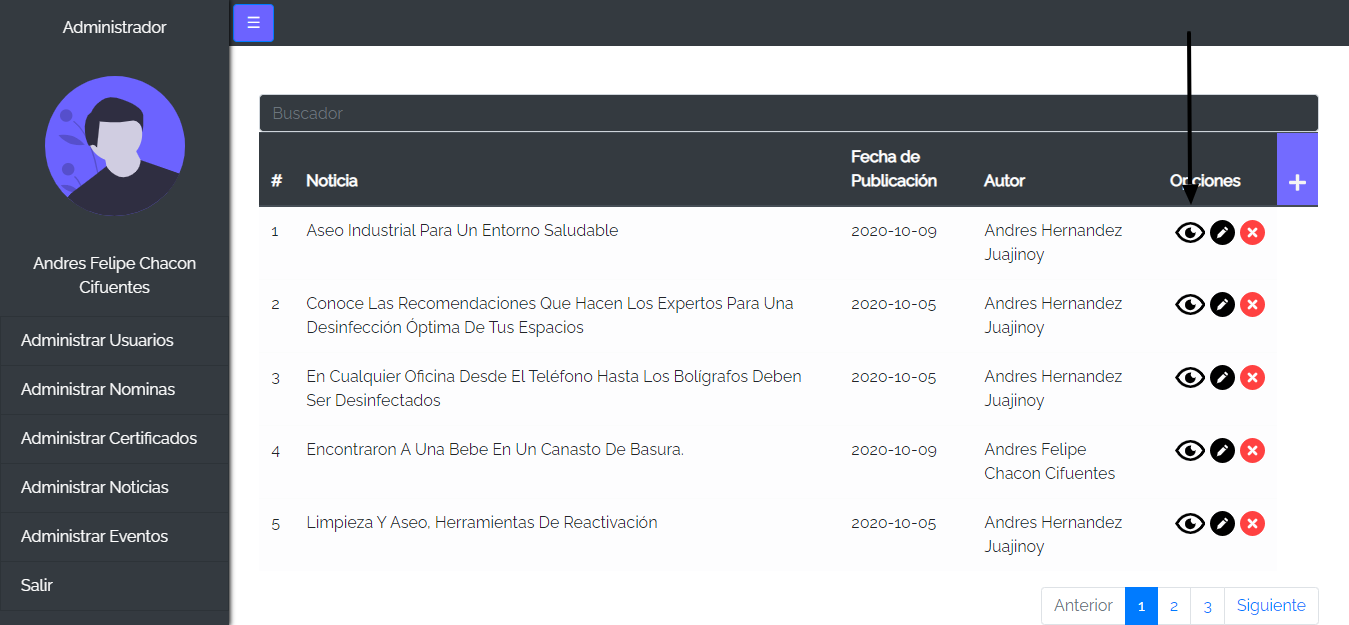 Administrador
Andres Felipe Chacon
Cifuentes
Administrar Usuarios
Administrar Nominas
Administrar Certificados
Administrar Noticias
Administrar Eventos
Salir
Buscador
# Noticia Fecha de Publicación Autor Opciones +
1 Aseo Industrial Para Un Entorno Saludable 2020-10-09 Andres Hernandez
Juajinoy
2 Conoce Las Recomendaciones Que Hacen Los Expertos Para Una 2020-10-05 Andres Hernandez
Desinfección Óptima De Tus Espacios Juajinoy
3 En Cualquier Oficina Desde El Teléfono Hasta Los Bolígrafos Deben 2020-10-05 Andres Hernandez
Ser Desinfectados Juajinoy
4 Encontraron A Una Bebe En Un Canasto De Basura. 2020-10-09 Andres Felipe
Chacon Cifuentes
5 Limpieza Y Aseo, Herramientas De Reactivación 2020-10-05 Andres Hernandez
Juajinoy
Anterior 1 2 3 Siguiente